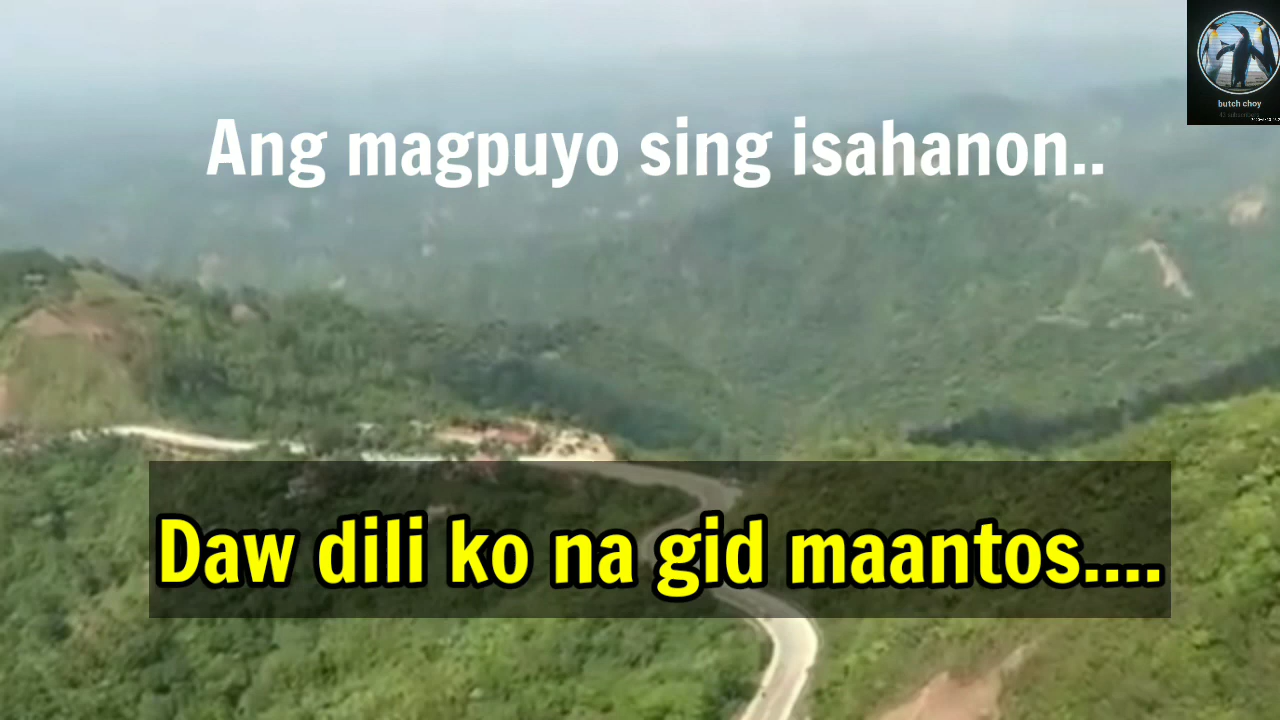 butch choy
Ang magpuyo sing isahanon..
Daw dili ko na gid maantos....